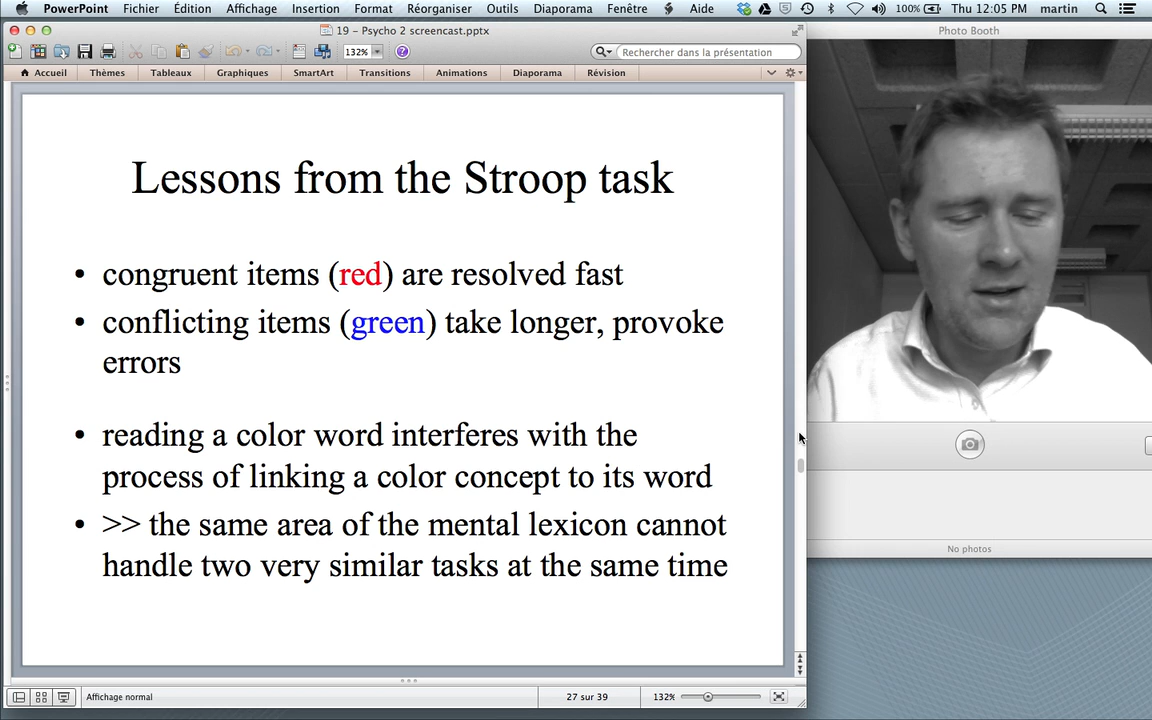 PowerPoint Fichier Édition Affichage Insertion Format Réorganiser Outils Diaporama Fenêtre Aide 100% Thu 12:05 PM martin
19 - Psycho 2 screencast.pptx
Photo Booth
132% Rechercher dans la présentation
Accueil Thèmes Tableaux Graphiques SmartArt Transitions Animations Diaporama Révision
Lessons from the Stroop task
• congruent items (red) are resolved fast
• conflicting items (green) take longer, provoke
errors
• reading a color word interferes with the
process of linking a color concept to its word
• >> the same area of the mental lexicon cannot
handle two very similar tasks at the same time
No photos
Affichage normal 27 sur 39 132%